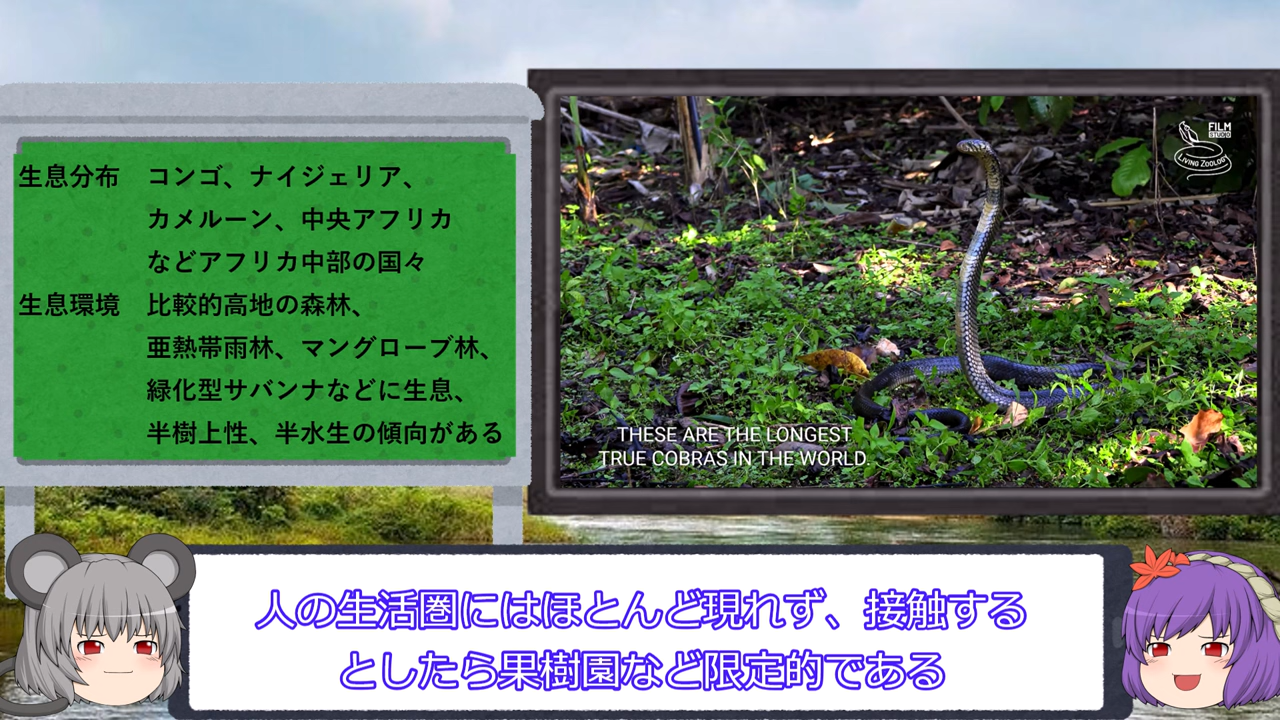 生息分布 コンゴ、ナイジェリア、
カメルーン、中央アフリカ
などアフリカ中部の国々
生息環境 比較的高地の森林、
亜熱帯雨林、マングローブ林、
緑化型サバンナなどに生息、
半樹上性、半水生の傾向がある
FILM
STUDIO
LIVING ZOOLOGY
THESE ARE THE LONGEST
TRUE COBRAS IN THE WORLD.
人の生活圏にはほとんど現れず、接触する
としたら果樹園など限定的である